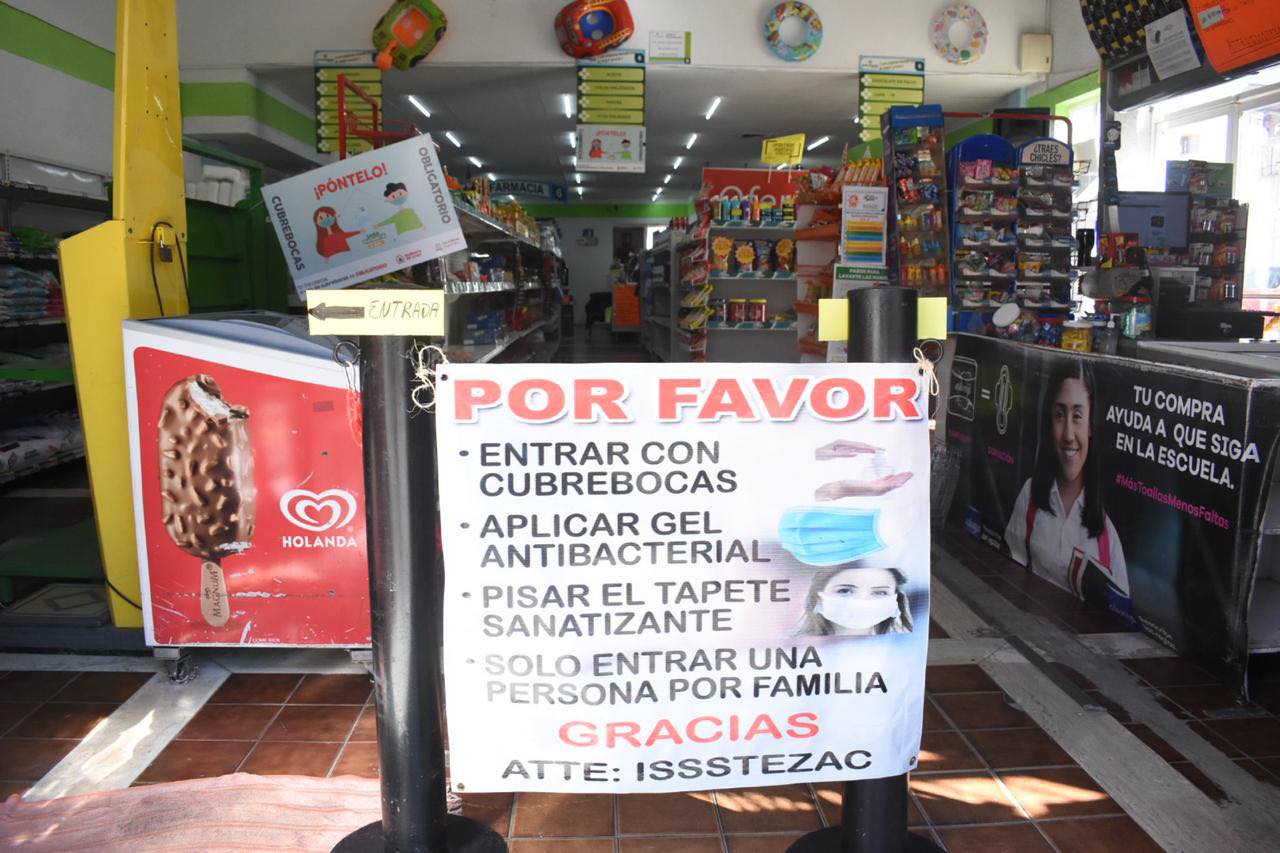 FARMACIA
¿TRAES
CHICLES?
¡PÓNTELO!
CUBREBOCAS
OBLIGATORIO
ENTRADA
POR FAVOR
• ENTRAR CON
CUBREBOCAS
• APLICAR GEL
ANTIBACTERIAL
• PISAR EL TAPETE
SANATIZANTE
• SOLO ENTRAR UNA
PERSONA POR FAMILIA
GRACIAS
ATTE: ISSSTEZAC
HOLANDA
MAGNUM
TU COMPRA
AYUDA A QUE SIGA
EN LA ESCUELA.
#MásToallasMenosFaltas